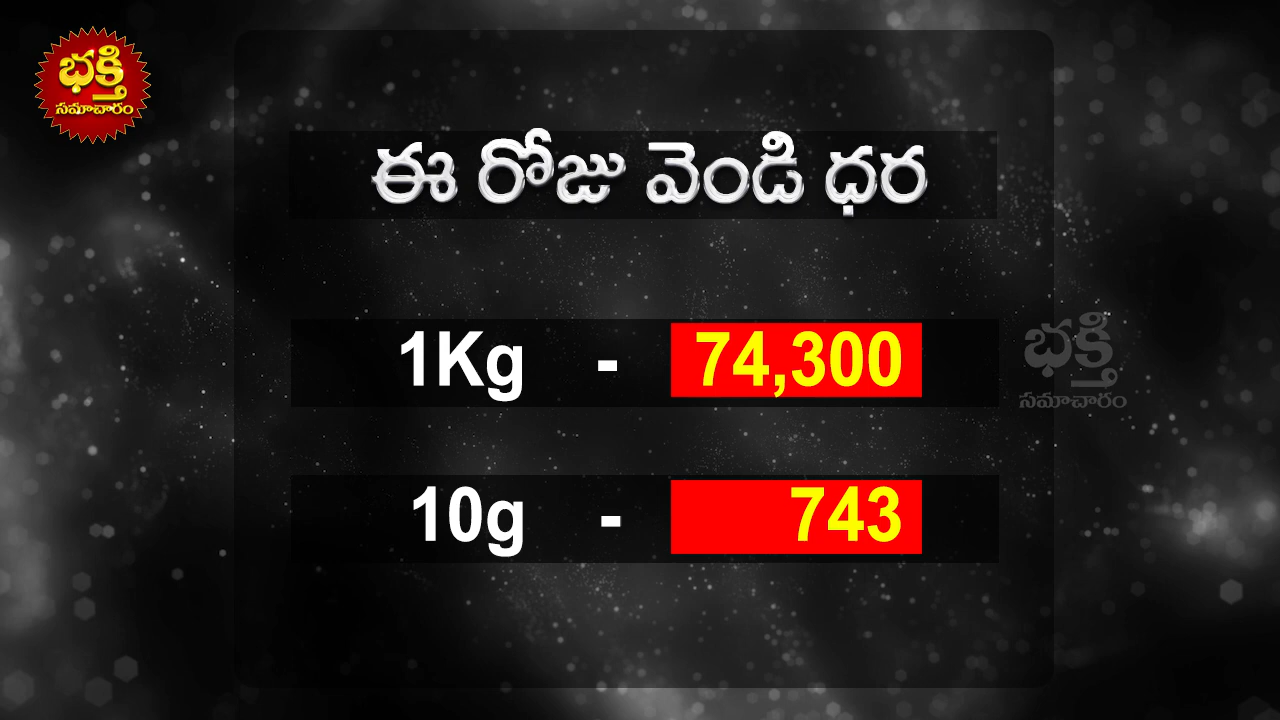 భక్తి
సమాచారం
ఈ రోజు వెండి ధర
1Kg - 74,300
భక్తి
సమాచారం
10g - 743